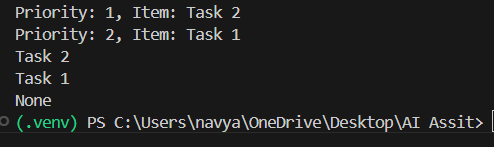 Priority: 1, Item: Task 2
Priority: 2, Item: Task 1
Task 2
Task 1
None
(.venv) PS C:\Users\navya\OneDrive\Desktop\AI Assit>